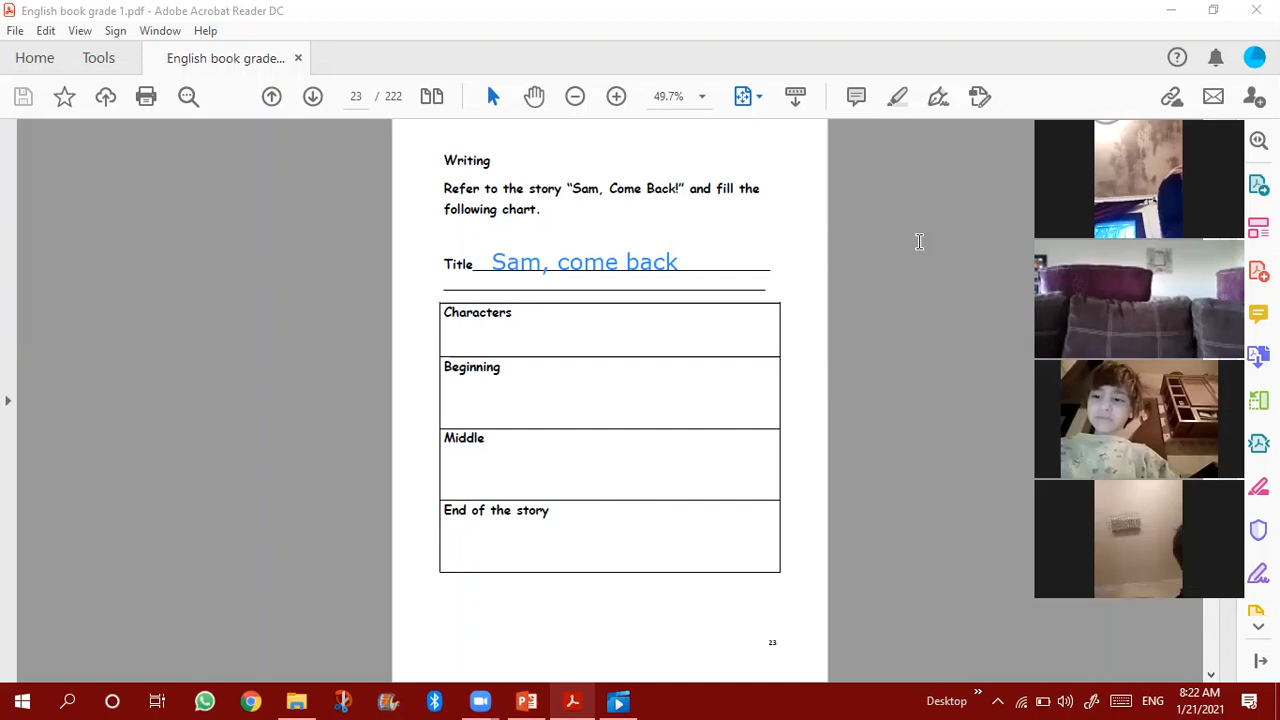 English book grade 1.pdf - Adobe Acrobat Reader DC
File Edit View Sign Window Help
Home Tools English book grade... ×
23 / 222 49.7%
Writing
Refer to the story “Sam, Come Back!” and fill the
following chart.
Title Sam, come back
Characters
Beginning
Middle
End of the story
23
Desktop » ENG 8:22 AM
1/21/2021